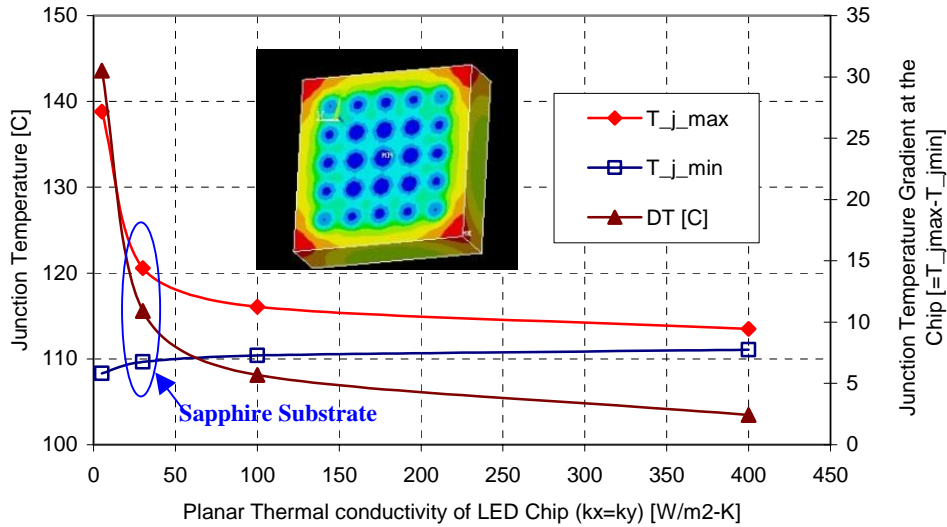 150
140
130
120
110
100
Junction Temperature [C]
35
30
25
20
15
10
5
0
Junction Temperature Gradient at the
Chip [=T_jmax-T_jmin]
T_j_max
T_j_min
DT [C]
Sapphire Substrate
0 50 100 150 200 250 300 350 400 450
Planar Thermal conductivity of LED Chip (kx=ky) [W/m2-K]